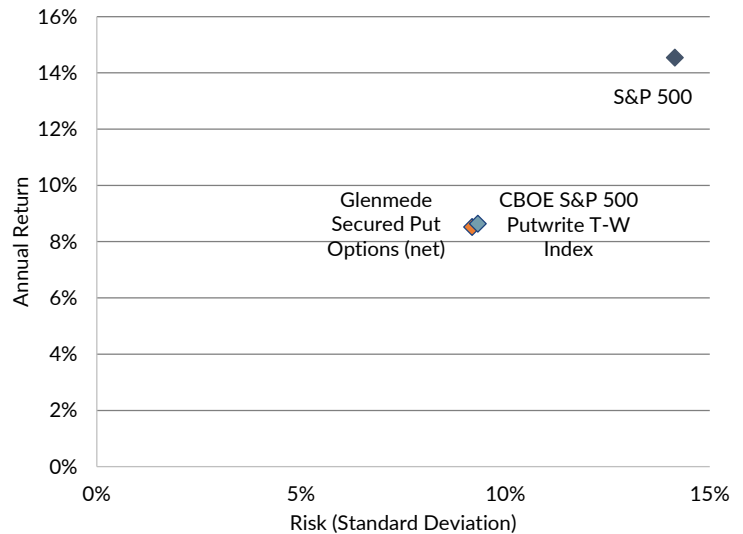 16%
14%
S&P 500
12%
10%
Glenmede
Secured Put
Options (net)
CBOE S&P 500
Putwrite T-W
Index
8%
6%
4%
2%
0%
Annual Return
0%
5%
10%
15%
Risk (Standard Deviation)